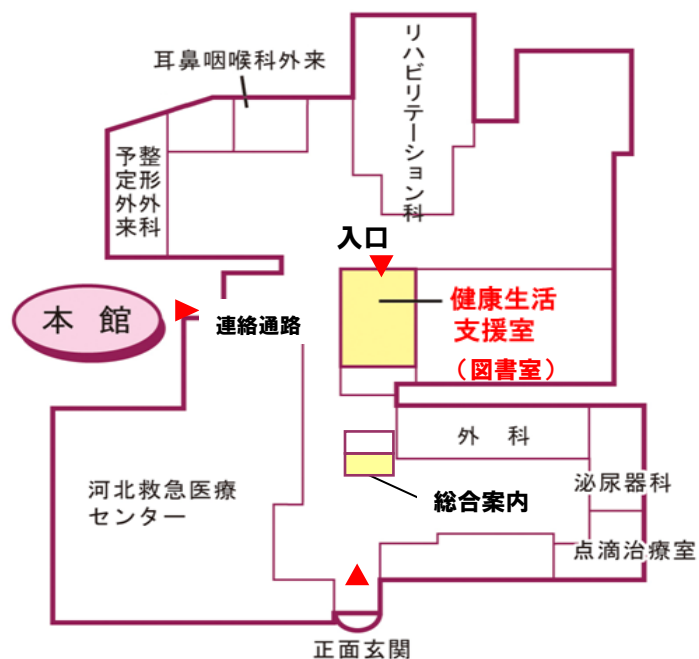 耳鼻咽喉科外来
リハビリテーション科
整形外科
予定外来
入口
本 館
連絡通路
健康生活
支援室
（図書室）
外 科
河北救急医療
センター
総合案内
泌尿器科
点滴治療室
正面玄関